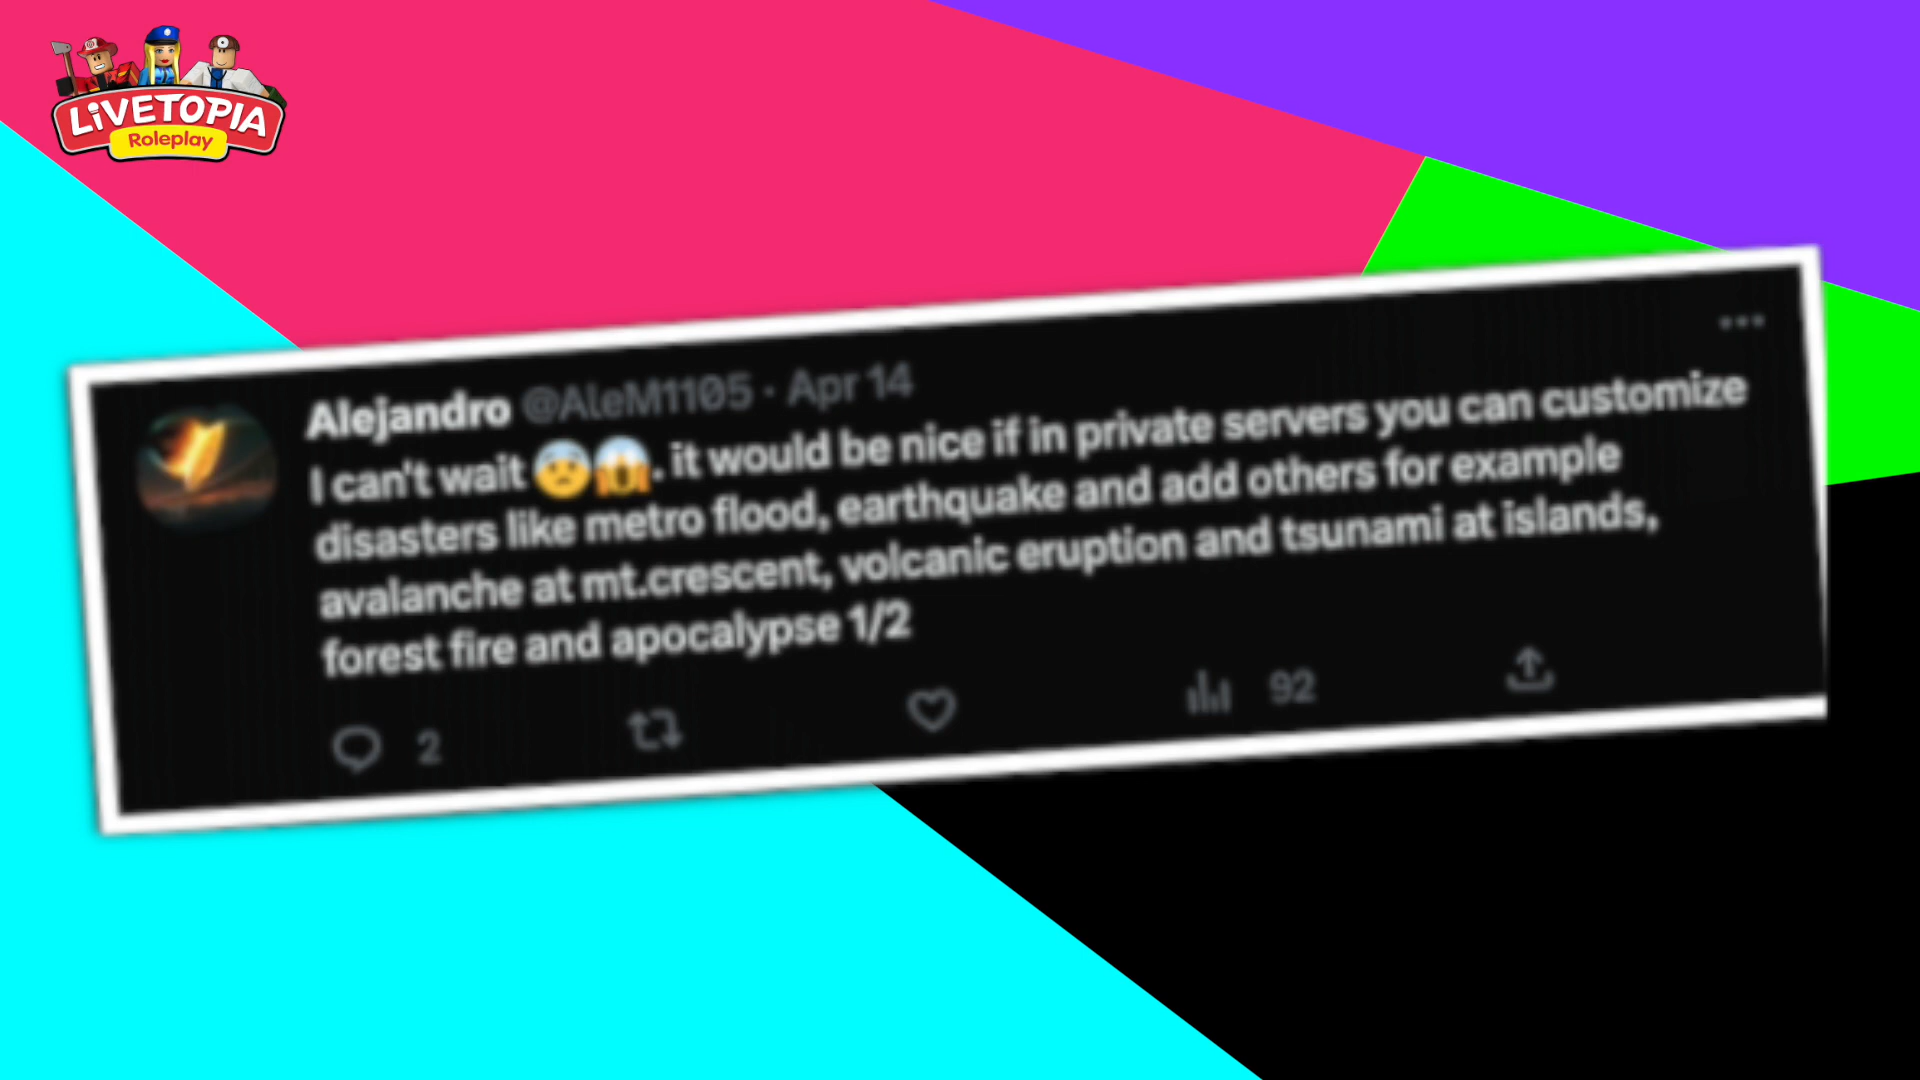 LiVETOPIA
Roleplay
Alejandro @AleM1105 · Apr 14
I can't wait 😨😱. it would be nice if in private servers you can customize
disasters like metro flood, earthquake and add others for example
avalanche at mt.crescent, volcanic eruption and tsunami at islands,
forest fire and apocalypse 1/2
2
92